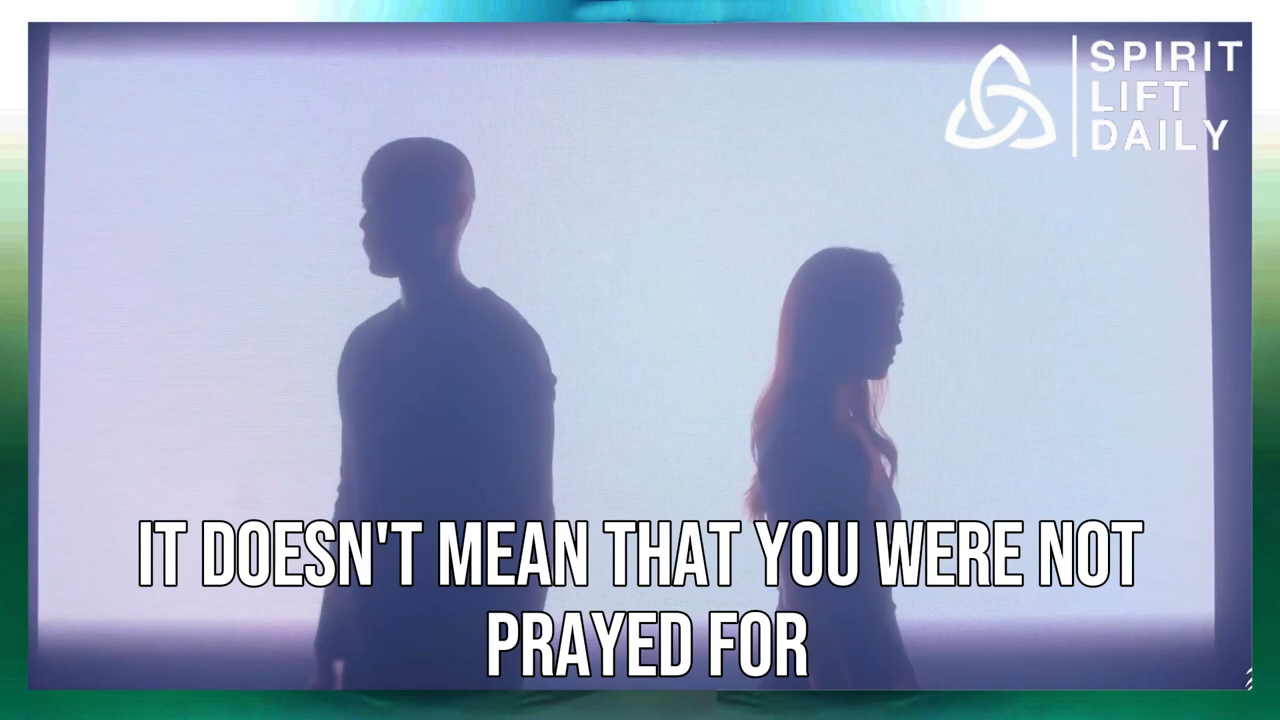 SPIRIT
LIFT
DAILY
IT DOESN'T MEAN THAT YOU WERE NOT
PRAYED FOR